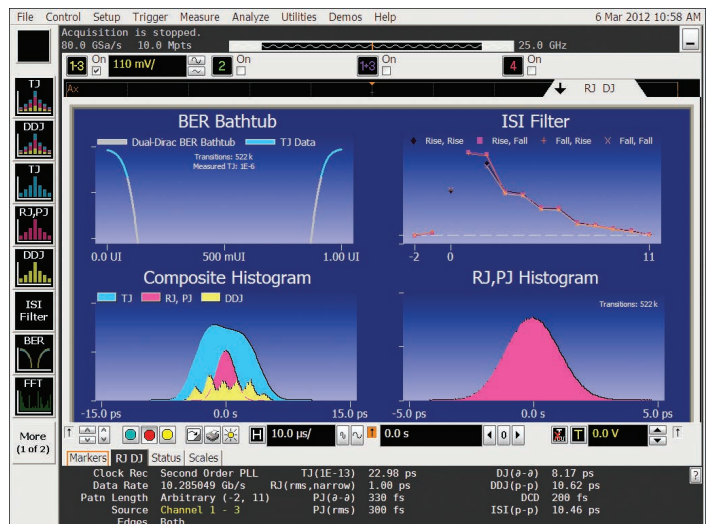 File Control Setup Trigger Measure Analyze Utilities Demos Help 6 Mar 2012 10:58 AM
Acquisition is stopped.
80.0 GSa/s 10.0 Mpts 25.0 GHz
1-3 On 110 mV/ 2 On 1+3 On 4 On
Ax RJ DJ
TJ
DDJ
TJ
RJ,PJ
DDJ
ISI
Filter
BER
FFT
More
(1 of 2)
BER Bathtub
Dual-Dirac BER Bathtub TJ Data
Transitions: 522 k
Measured TJ: 1E-6
0.0 UI 500 mUI 1.00 UI
ISI Filter
Rise, Rise Rise, Fall Fall, Rise Fall, Fall
-2 0 11
Composite Histogram
TJ RJ, PJ DDJ
-15.0 ps 0.0 s 15.0 ps
RJ,PJ Histogram
Transitions: 522 k
-5.0 ps 0.0 s 5.0 ps
H 10.0 µs/ 0.0 s 0 T 0.0 V
Markers RJ DJ Status Scales
?
Clock Rec Second Order PLL TJ(1E-13) 22.98 ps DJ(∂-∂) 8.17 ps
Data Rate 10.285049 Gb/s RJ(rms,narrow) 1.00 ps DDJ(p-p) 10.62 ps
Patn Length Arbitrary (-2, 11) PJ(∂-∂) 330 fs DCD 200 fs
Source Channel 1 - 3 PJ(rms) 300 fs ISI(p-p) 10.46 ps
Edges Both